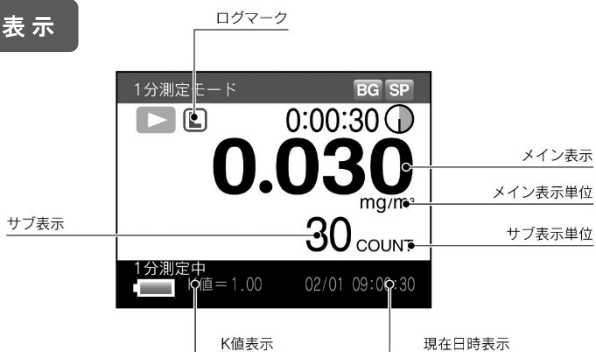 表示
ログマーク
1分測定モード BG SP
L 0:00:30
0.030
メイン表示
mg/m³
メイン表示単位
サブ表示
30 COUNT
サブ表示単位
1分測定中
K値=1.00 02/01 09:00:30
K値表示
現在日時表示